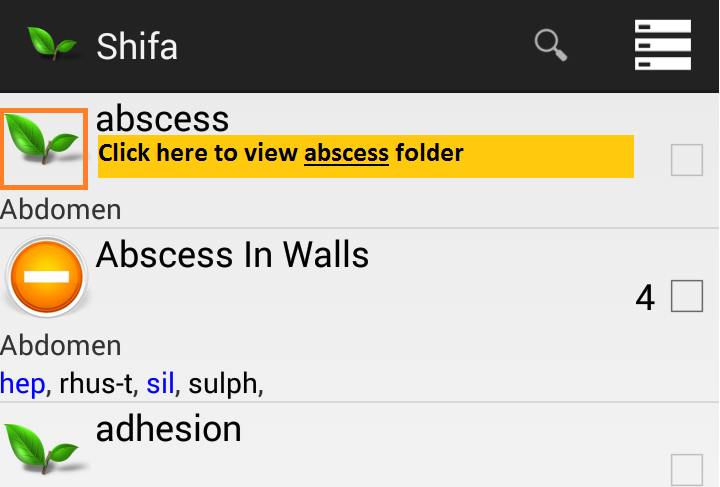 Shifa
abscess
Click here to view abscess folder
Abdomen
Abscess In Walls
4
Abdomen
hep, rhus-t, sil, sulph,
adhesion